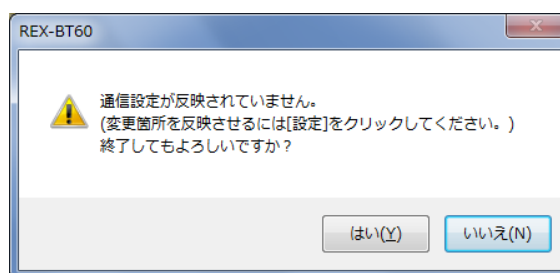 REX-BT60
通信設定が反映されていません。
(変更箇所を反映させるには[設定]をクリックしてください。)
終了してもよろしいですか？
はい(Y) いいえ(N)